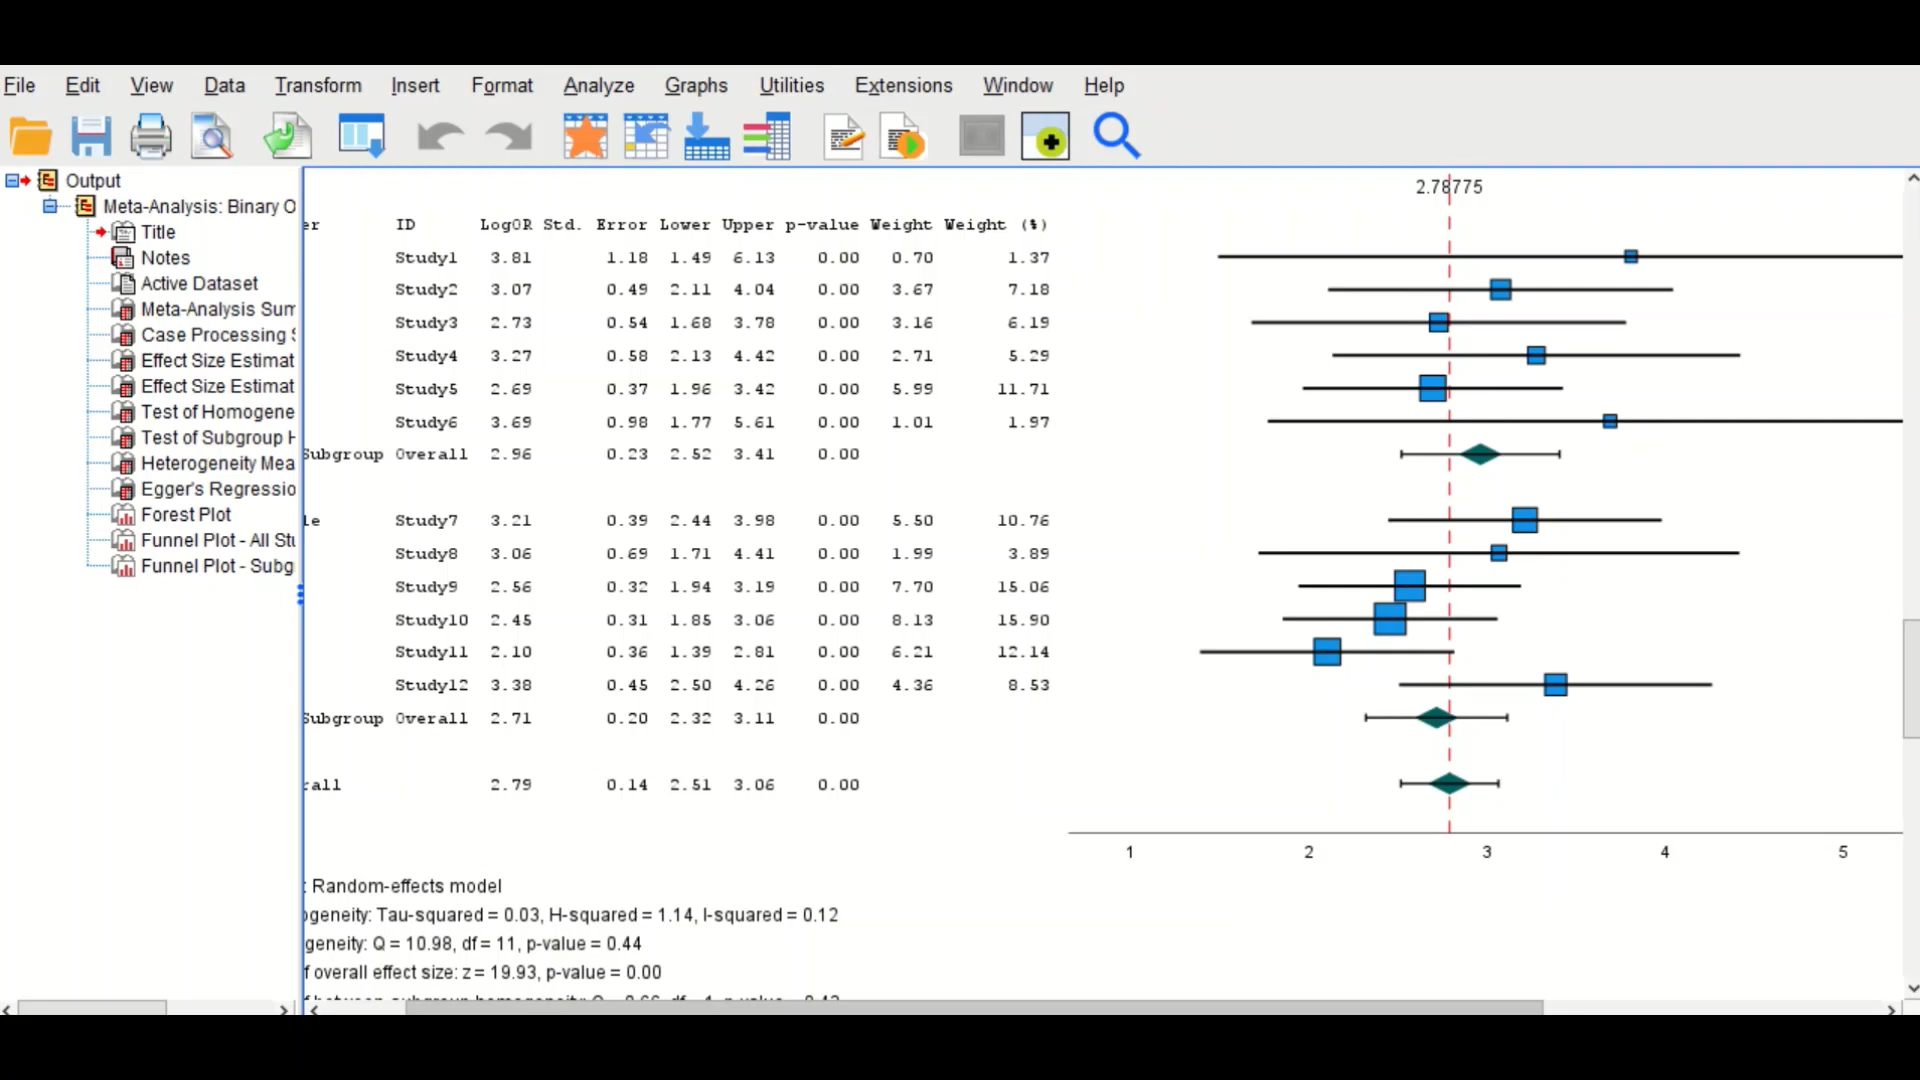 File Edit View Data Transform Insert Format Analyze Graphs Utilities Extensions Window Help
Output
Meta-Analysis: Binary O
Title
Notes
Active Dataset
Meta-Analysis Sum
Case Processing S
Effect Size Estimat
Effect Size Estimat
Test of Homogene
Test of Subgroup H
Heterogeneity Mea
Egger's Regressio
Forest Plot
Funnel Plot - All Stu
Funnel Plot - Subg
2.78775
er ID LogOR Std. Error Lower Upper p-value Weight Weight (%)
Study1 3.81 1.18 1.49 6.13 0.00 0.70 1.37
Study2 3.07 0.49 2.11 4.04 0.00 3.67 7.18
Study3 2.73 0.54 1.68 3.78 0.00 3.16 6.19
Study4 3.27 0.58 2.13 4.42 0.00 2.71 5.29
Study5 2.69 0.37 1.96 3.42 0.00 5.99 11.71
Study6 3.69 0.98 1.77 5.61 0.00 1.01 1.97
Subgroup Overall 2.96 0.23 2.52 3.41 0.00
le Study7 3.21 0.39 2.44 3.98 0.00 5.50 10.76
Study8 3.06 0.69 1.71 4.41 0.00 1.99 3.89
Study9 2.56 0.32 1.94 3.19 0.00 7.70 15.06
Study10 2.45 0.31 1.85 3.06 0.00 8.13 15.90
Study11 2.10 0.36 1.39 2.81 0.00 6.21 12.14
Study12 3.38 0.45 2.50 4.26 0.00 4.36 8.53
Subgroup Overall 2.71 0.20 2.32 3.11 0.00
rall 2.79 0.14 2.51 3.06 0.00
1 2 3 4 5
: Random-effects model
ogeneity: Tau-squared = 0.03, H-squared = 1.14, I-squared = 0.12
geneity: Q = 10.98, df = 11, p-value = 0.44
f overall effect size: z = 19.93, p-value = 0.00
f between-subgroup homogeneity: Q = 0.66, df = 1, p-value = 0.42